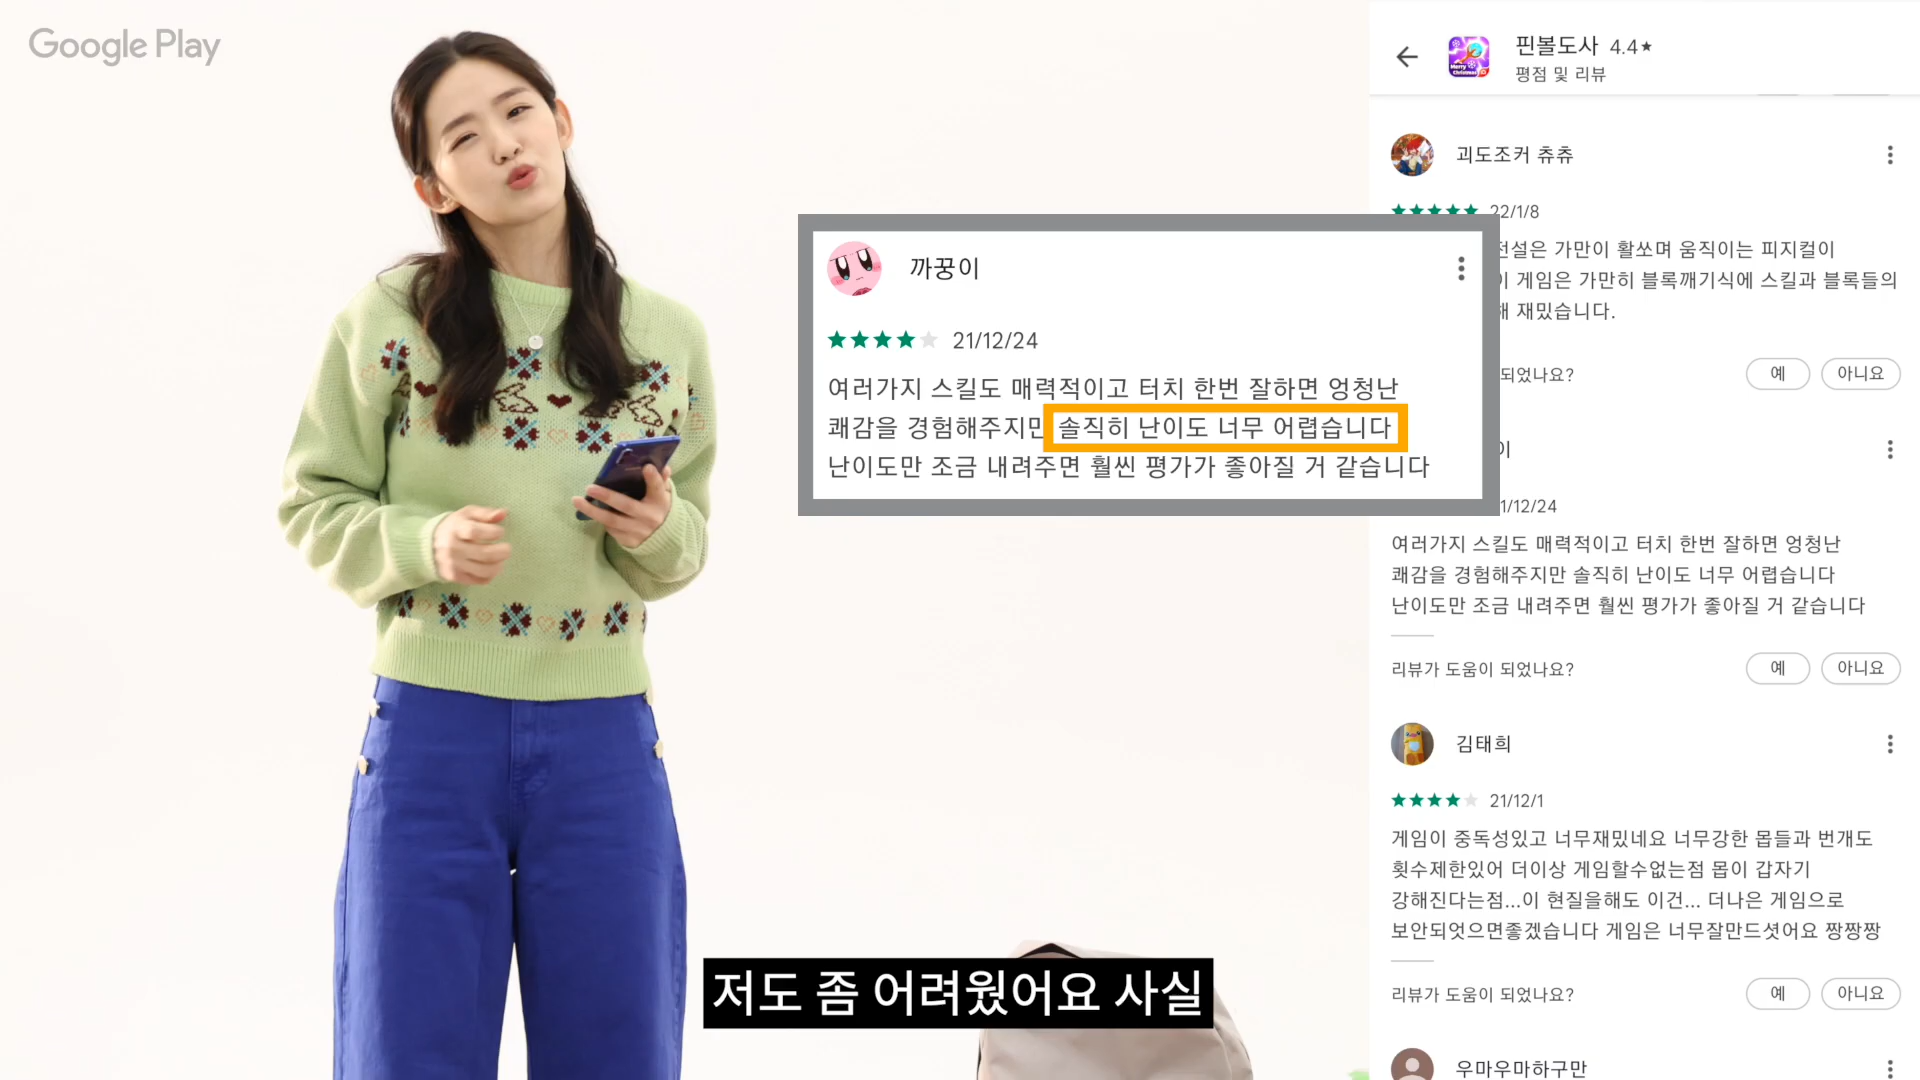 Google Play
핀볼도사 4.4★
평점 및 리뷰
괴도조커 츄츄
22/1/8
전설은 가만이 활쏘며 움직이는 피지컬이
이 게임은 가만히 블록깨기식에 스킬과 블록들의
해 재밌습니다.
되었나요? 예 아니요
까꿍이
21/12/24
여러가지 스킬도 매력적이고 터치 한번 잘하면 엉청난
쾌감을 경험해주지만 솔직히 난이도 너무 어렵습니다
난이도만 조금 내려주면 훨씬 평가가 좋아질 거 같습니다
이
1/12/24
여러가지 스킬도 매력적이고 터치 한번 잘하면 엉청난
쾌감을 경험해주지만 솔직히 난이도 너무 어렵습니다
난이도만 조금 내려주면 훨씬 평가가 좋아질 거 같습니다
리뷰가 도움이 되었나요? 예 아니요
김태희
21/12/1
게임이 중독성있고 너무재밌네요 너무강한 몹들과 번개도
횟수제한있어 더이상 게임할수없는점 몹이 갑자기
강해진다는점...이 현질을해도 이건... 더나은 게임으로
보안되엇으면좋겠습니다 게임은 너무잘만드셧어요 짱짱짱
리뷰가 도움이 되었나요? 예 아니요
우마우마하구만
저도 좀 어려웠어요 사실